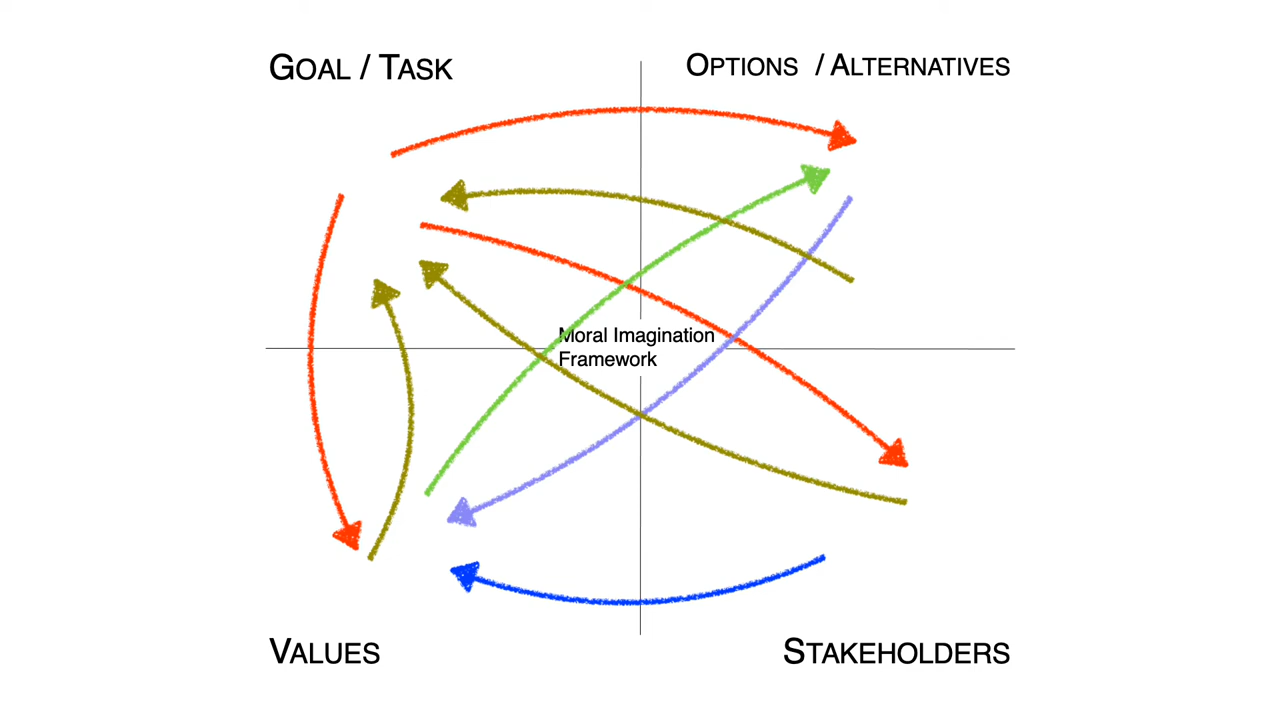 GOAL / TASK
OPTIONS / ALTERNATIVES
Moral Imagination
Framework
VALUES
STAKEHOLDERS